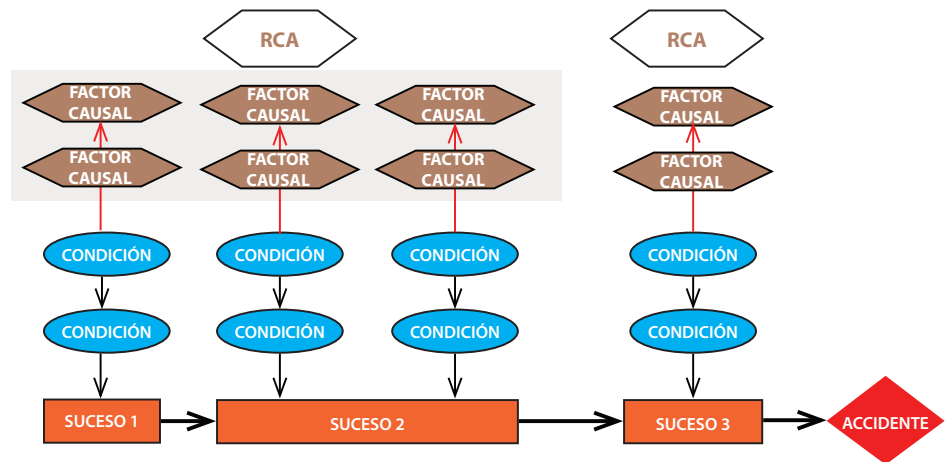 RCA
RCA
FACTOR
CAUSAL
FACTOR
CAUSAL
FACTOR
CAUSAL
FACTOR
CAUSAL
FACTOR
CAUSAL
FACTOR
CAUSAL
FACTOR
CAUSAL
FACTOR
CAUSAL
CONDICIÓN
CONDICIÓN
CONDICIÓN
CONDICIÓN
CONDICIÓN
CONDICIÓN
CONDICIÓN
CONDICIÓN
SUCESO 1
SUCESO 2
SUCESO 3
ACCIDENTE